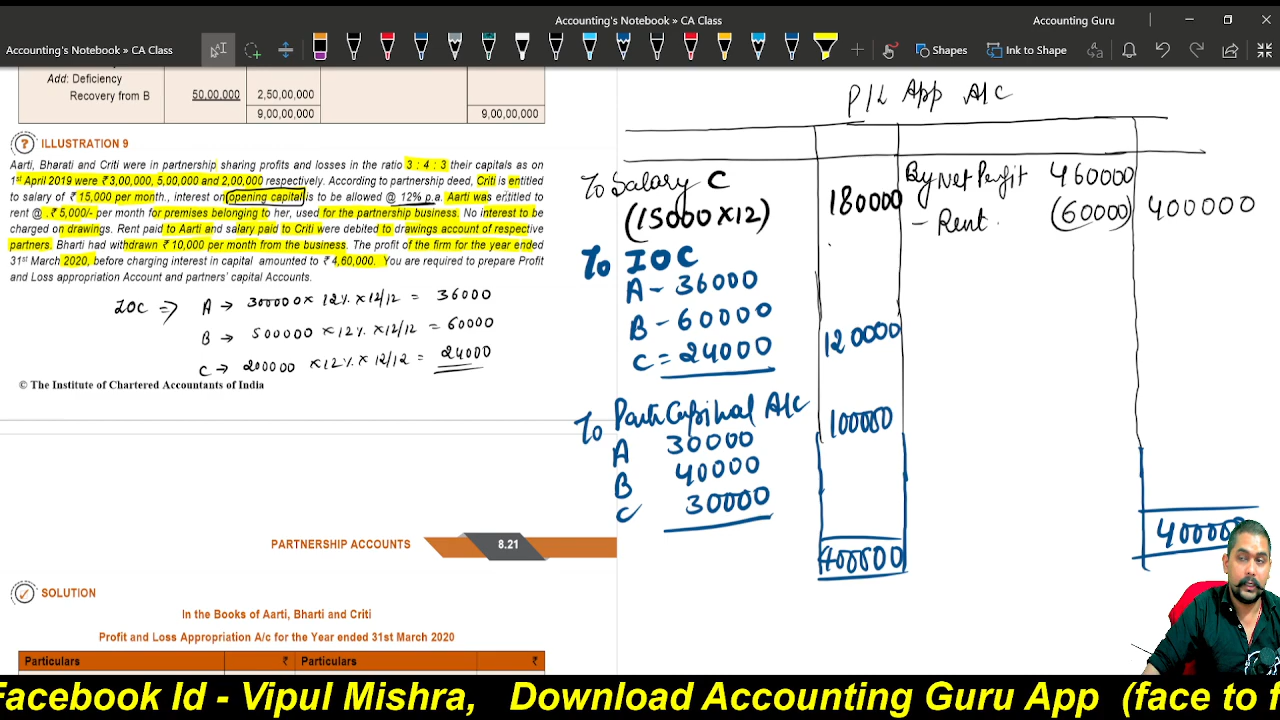 Accounting's Notebook » CA Class
Accounting Guru
Accounting's Notebook » CA Class
Shapes
Ink to Shape
Add: Deficiency
Recovery from B 50,00,000 2,50,00,000
9,00,00,000 9,00,00,000
? ILLUSTRATION 9
Aarti, Bharati and Criti were in partnership sharing profits and losses in the ratio 3 : 4 : 3 their capitals as on
1st April 2019 were ₹ 3,00,000, 5,00,000 and 2,00,000 respectively. According to partnership deed, Criti is entitled
to salary of ₹ 15,000 per month., interest on opening capital is to be allowed @ 12% p.a. Aarti was entitled to
rent @ . ₹ 5,000/- per month for premises belonging to her, used for the partnership business. No interest to be
charged on drawings. Rent paid to Aarti and salary paid to Criti were debited to drawings account of respective
partners. Bharti had withdrawn ₹ 10,000 per month from the business. The profit of the firm for the year ended
31st March 2020, before charging interest in capital amounted to ₹ 4,60,000. You are required to prepare Profit
and Loss appropriation Account and partners' capital Accounts.
IOC ⇒ A → 300000 × 12% × 12/12 = 36000
B → 500000 × 12% × 12/12 = 60000
C → 200000 × 12% × 12/12 = 24000
© The Institute of Chartered Accountants of India
PARTNERSHIP ACCOUNTS 8.21
SOLUTION
In the Books of Aarti, Bharti and Criti
Profit and Loss Appropriation A/c for the Year ended 31st March 2020
Particulars ₹ Particulars ₹
P/L App A/C
To Salary C 180000 By Net Profit 460000
(15000 × 12) - Rent. (60000) 400000
To IOC
A - 36000
B - 60000
C = 24000 120000
To Part Capital A/C 100000
A 30000
B 40000
C 30000
400000 400000
Facebook Id - Vipul Mishra, Download Accounting Guru App (face to f